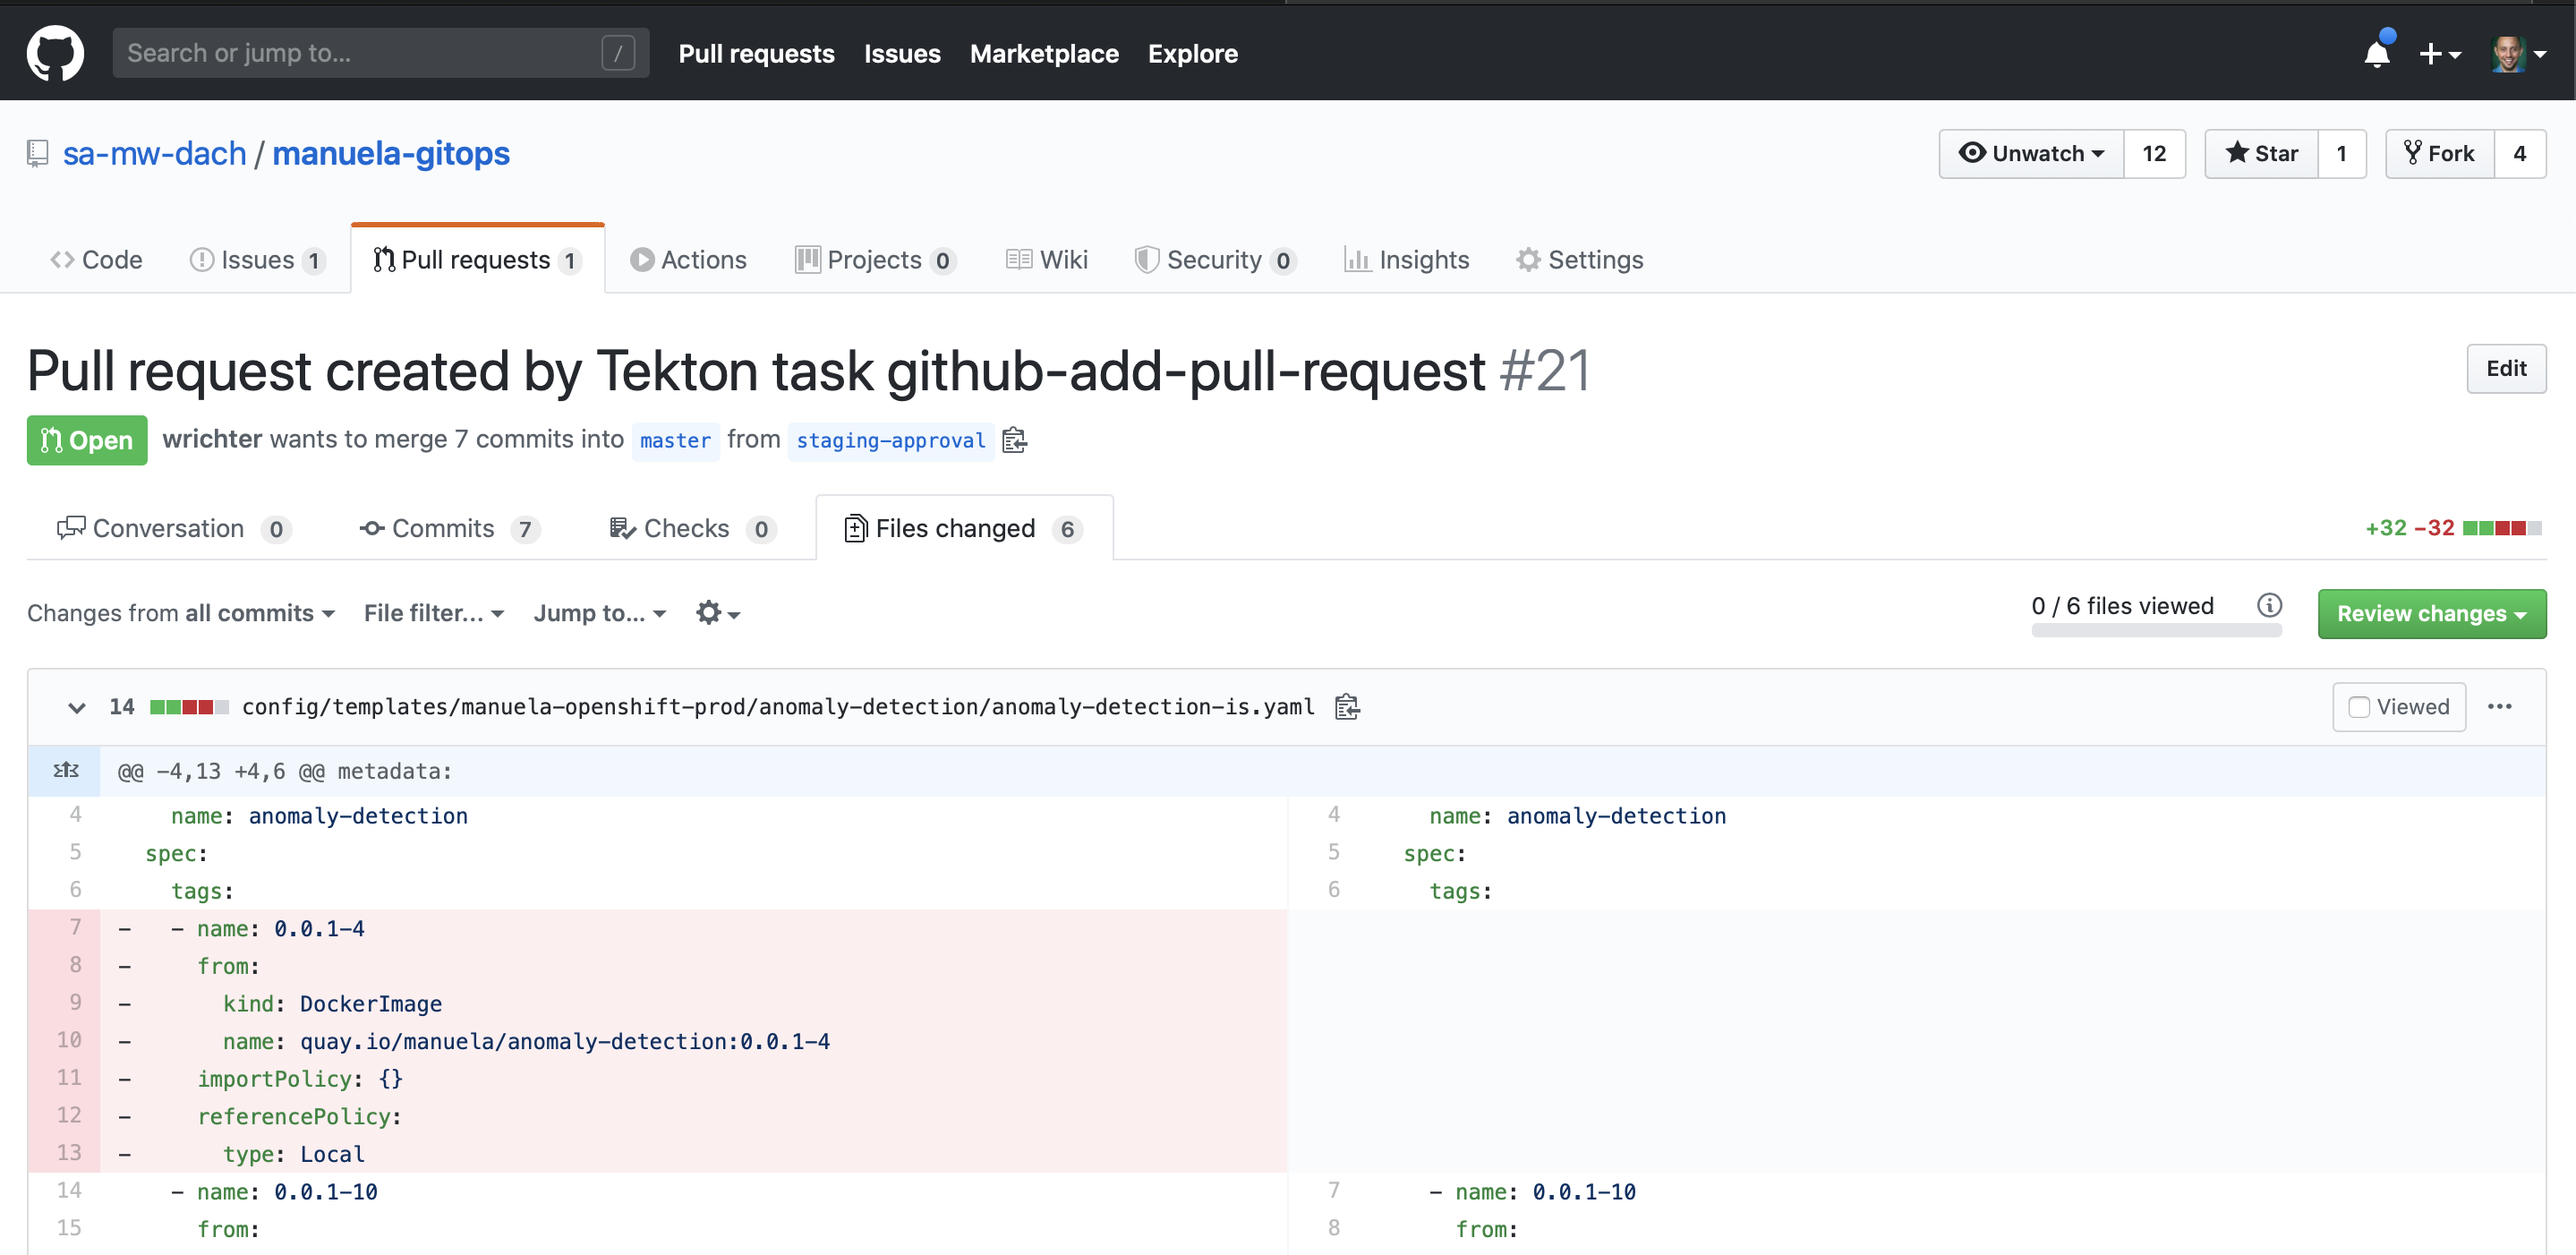 Search or jump to... / Pull requests Issues Marketplace Explore
sa-mw-dach / manuela-gitops Unwatch 12 Star 1 Fork 4
Code Issues 1 Pull requests 1 Actions Projects 0 Wiki Security 0 Insights Settings
Pull request created by Tekton task github-add-pull-request #21 Edit
Open wrichter wants to merge 7 commits into master from staging-approval
Conversation 0 Commits 7 Checks 0 Files changed 6 +32 −32
Changes from all commits File filter... Jump to... 0 / 6 files viewed Review changes
14 config/templates/manuela-openshift-prod/anomaly-detection/anomaly-detection-is.yaml Viewed ...
@@ -4,13 +4,6 @@ metadata:
4 name: anomaly-detection 4 name: anomaly-detection
5 spec: 5 spec:
6 tags: 6 tags:
7 - - name: 0.0.1-4
8 - from:
9 - kind: DockerImage
10 - name: quay.io/manuela/anomaly-detection:0.0.1-4
11 - importPolicy: {}
12 - referencePolicy:
13 - type: Local
14 - name: 0.0.1-10 7 - name: 0.0.1-10
15 from: 8 from: